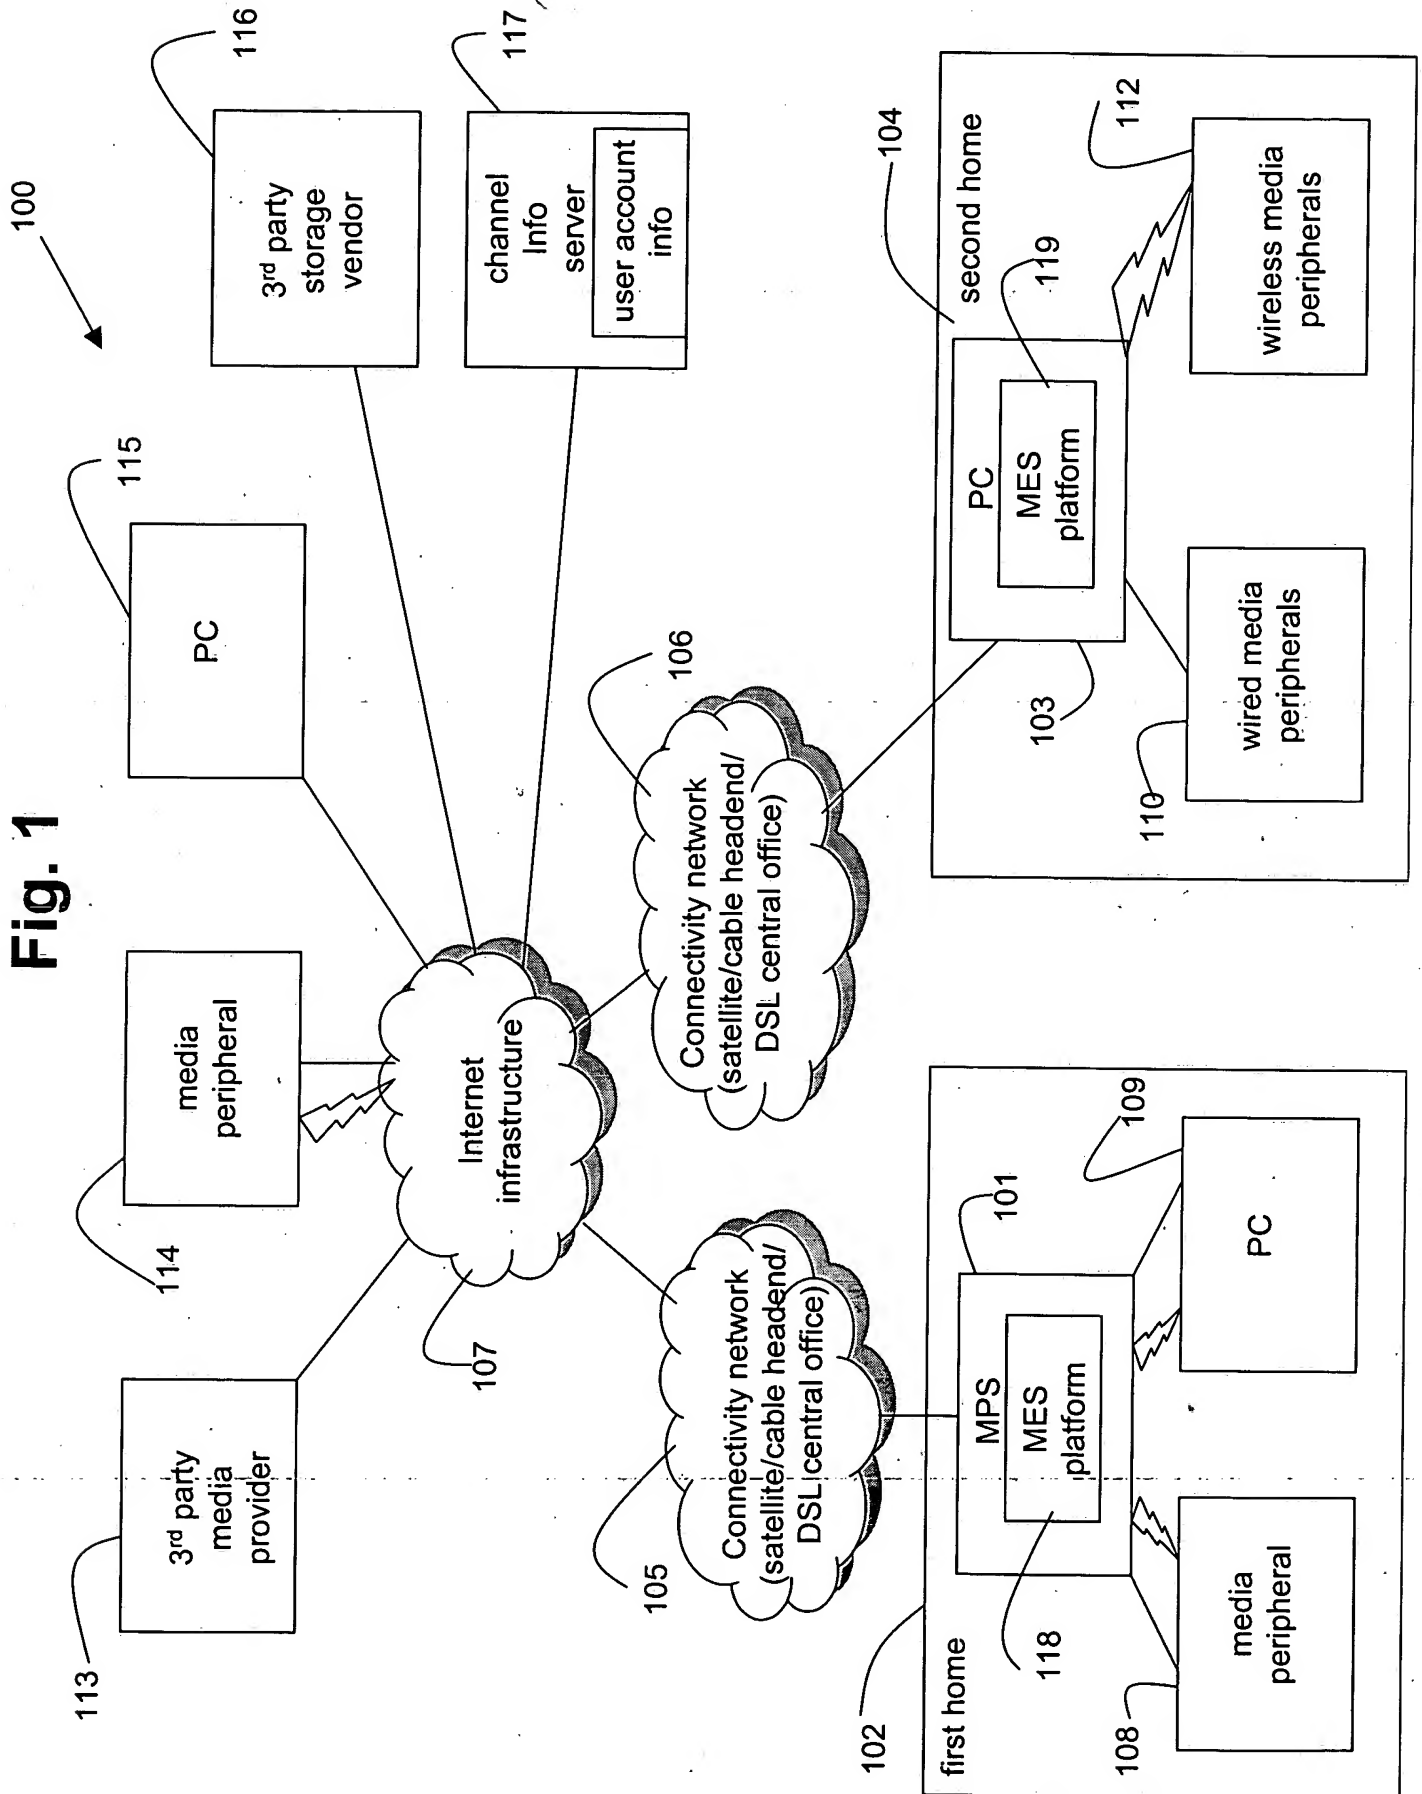 Fig. 1
100
113
3rd party
media
provider
114
media
peripheral
115
PC
116
3rd party
storage
vendor
117
channel
Info
server
user account
info
107
Internet
infrastructure
105
Connectivity network
(satellite/cable headend/
DSL central office)
106
Connectivity network
(satellite/cable headend/
DSL central office)
102
first home
101
MPS
MES
platform
118
108
media
peripheral
109
PC
104
second home
103
PC
MES
platform
119
110
wired media
peripherals
112
wireless media
peripherals